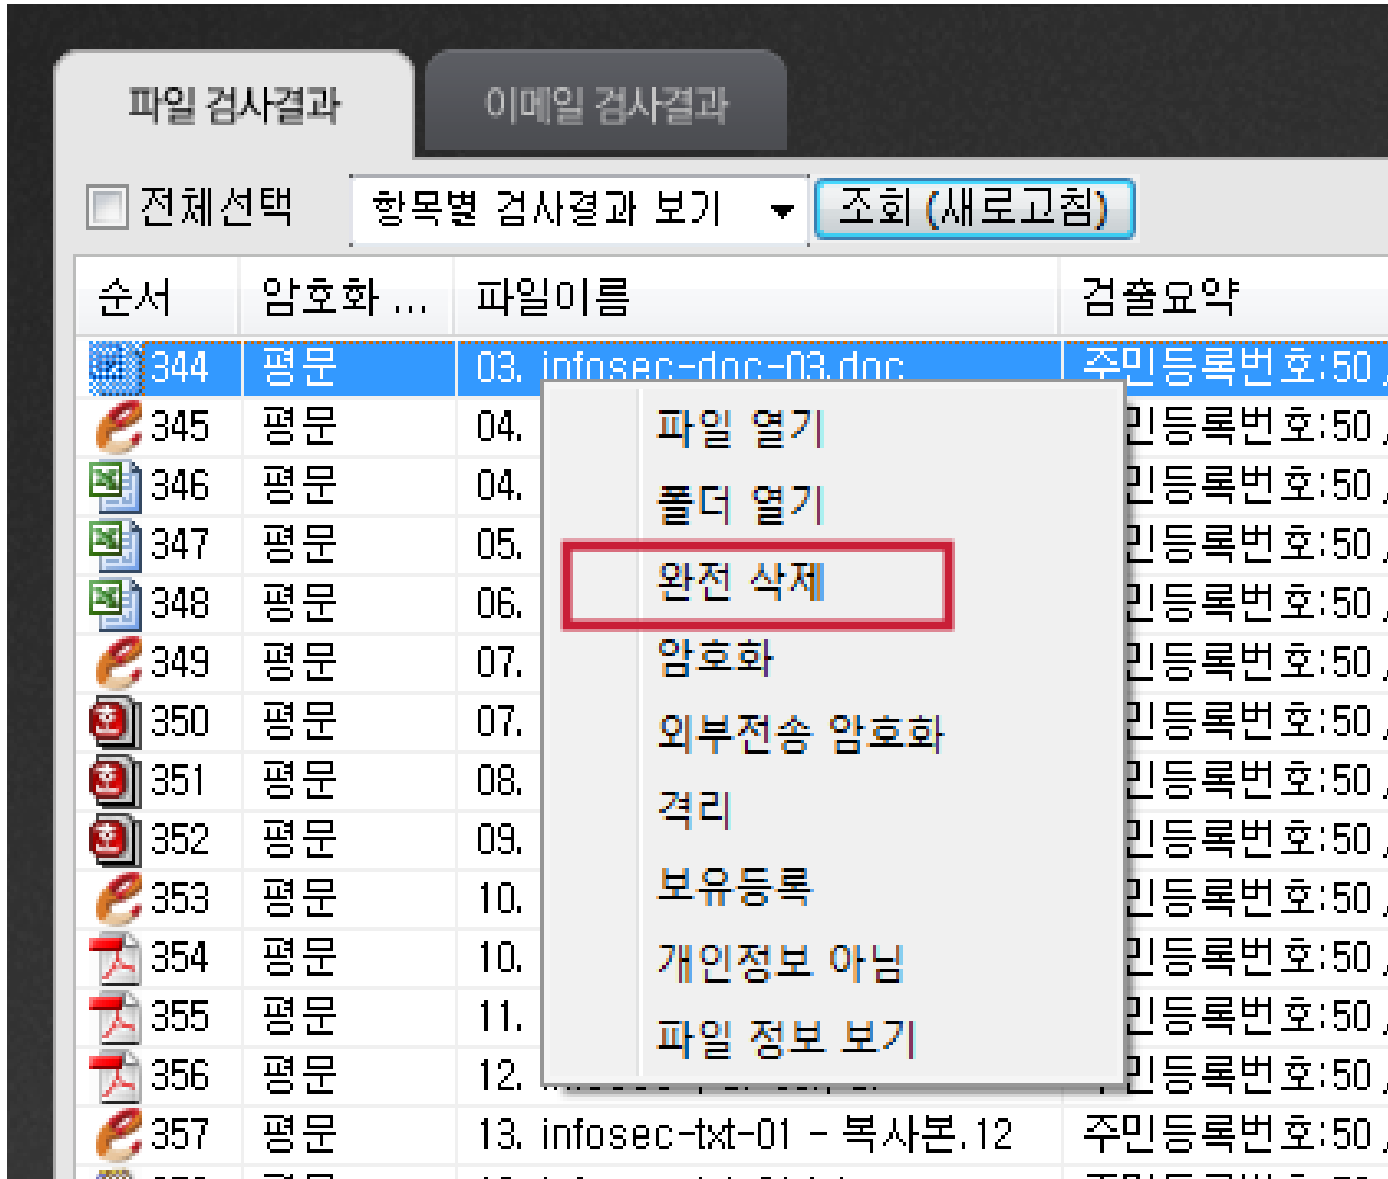 파일 검사결과 이메일 검사결과
전체선택 항목별 검사결과 보기 조회 (새로고침)
순서 암호화 ... 파일이름 검출요약
344 평문 03. infosec-doc-03.doc 주민등록번호:50,
345 평문 04. 파일 열기 민등록번호:50,
346 평문 04. 폴더 열기 민등록번호:50,
347 평문 05. 민등록번호:50,
완전 삭제
348 평문 06. 민등록번호:50,
349 평문 07. 암호화 민등록번호:50,
350 평문 07. 외부전송 암호화 민등록번호:50,
351 평문 08. 격리 민등록번호:50,
352 평문 09. 민등록번호:50,
353 평문 10. 보유등록 민등록번호:50,
354 평문 10. 개인정보 아님 민등록번호:50,
355 평문 11. 파일 정보 보기 민등록번호:50,
356 평문 12. 민등록번호:50,
357 평문 13. infosec-txt-01 - 복사본.12 주민등록번호:50,